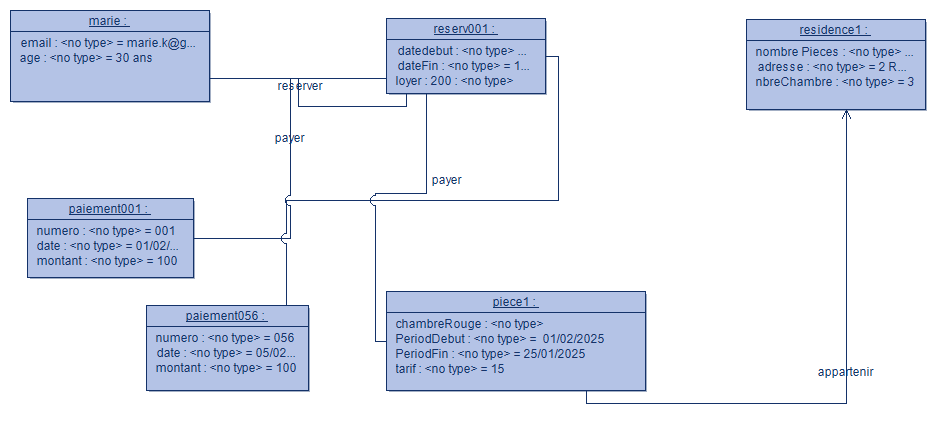 marie :
email : <no type> = marie.k@g...
age : <no type> = 30 ans
reserv001 :
datedebut : <no type> ...
dateFin : <no type> = 1...
loyer : 200 : <no type>
residence1 :
nombre Pieces : <no type> ...
adresse : <no type> = 2 R...
nbreChambre : <no type> = 3
reserver
payer
payer
paiement001 :
numero : <no type> = 001
date : <no type> = 01/02/...
montant : <no type> = 100
paiement056 :
numero : <no type> = 056
date : <no type> = 05/02...
montant : <no type> = 100
piece1 :
chambreRouge : <no type>
PeriodDebut : <no type> = 01/02/2025
PeriodFin : <no type> = 25/01/2025
tarif : <no type> = 15
appartenir